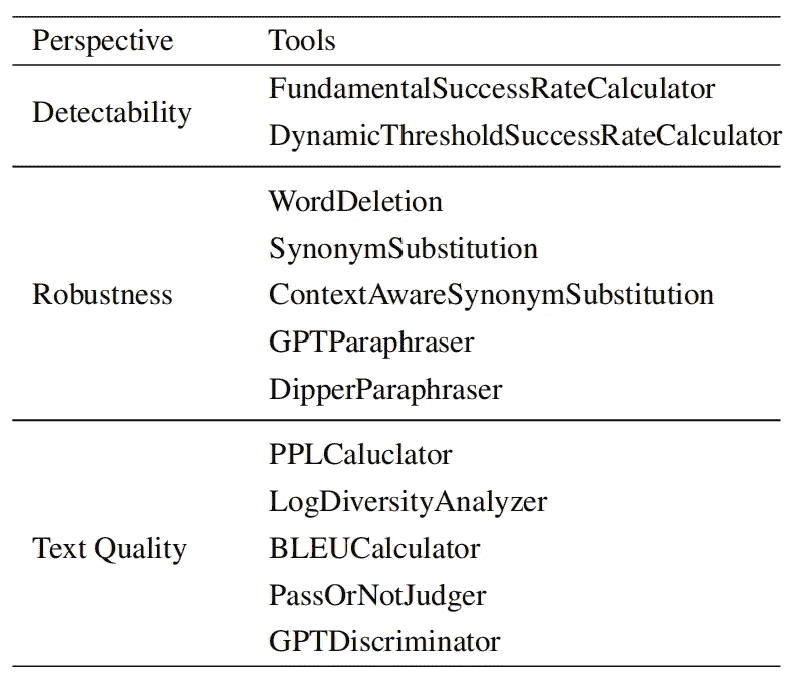 Perspective Tools
Detectability
FundamentalSuccessRateCalculator
DynamicThresholdSuccessRateCalculator
Robustness
WordDeletion
SynonymSubstitution
ContextAwareSynonymSubstitution
GPTParaphraser
DipperParaphraser
Text Quality
PPLCaluclator
LogDiversityAnalyzer
BLEUCalculator
PassOrNotJudger
GPTDiscriminator